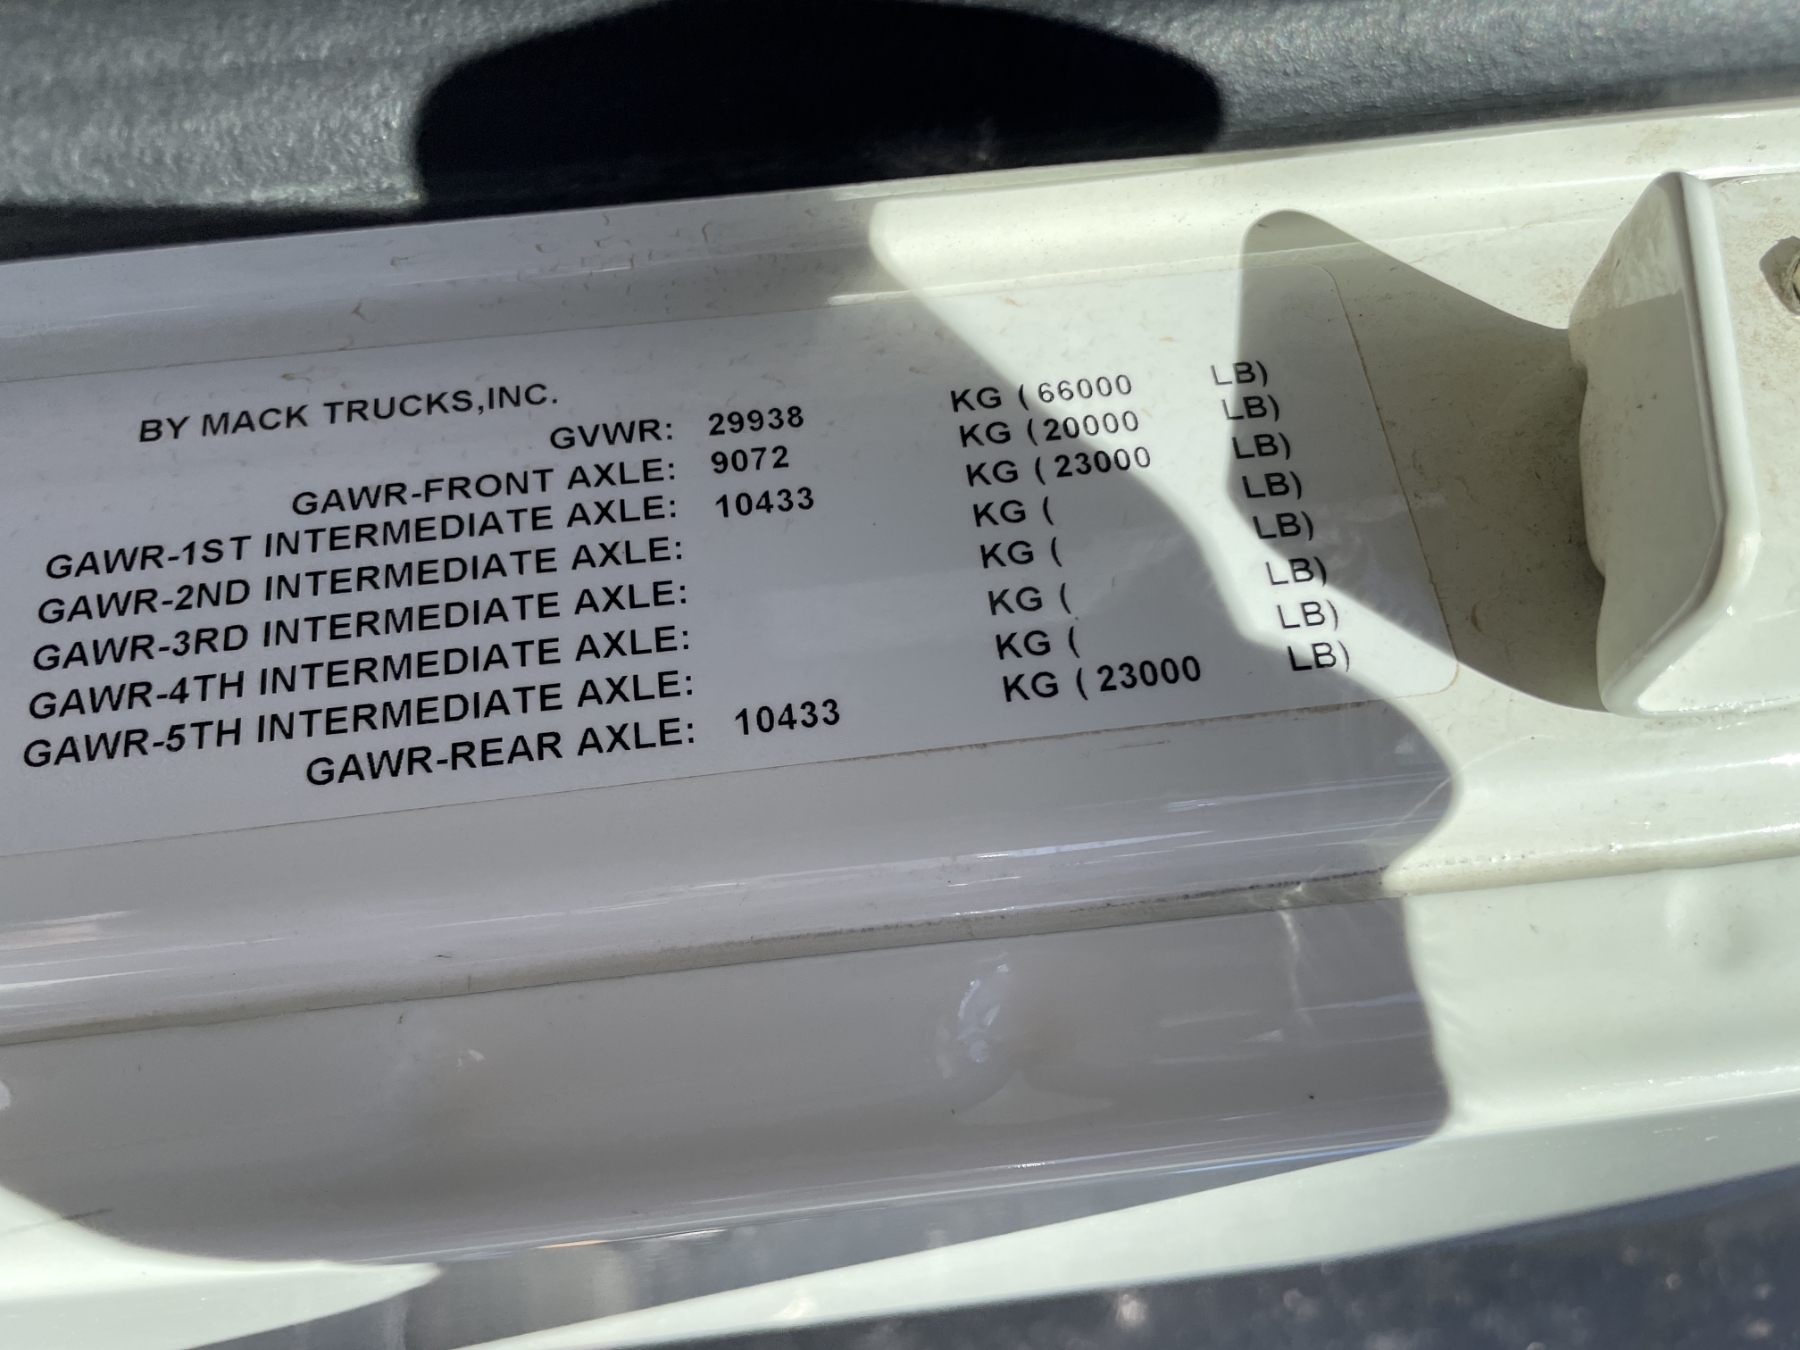 BY MACK TRUCKS,INC.
GVWR: 29938 KG (66000 LB)
GAWR-FRONT AXLE: 9072 KG (20000 LB)
GAWR-1ST INTERMEDIATE AXLE: 10433 KG (23000 LB)
GAWR-2ND INTERMEDIATE AXLE: KG ( LB)
GAWR-3RD INTERMEDIATE AXLE: KG ( LB)
GAWR-4TH INTERMEDIATE AXLE: KG ( LB)
GAWR-5TH INTERMEDIATE AXLE: KG ( LB)
GAWR-REAR AXLE: 10433 KG (23000 LB)